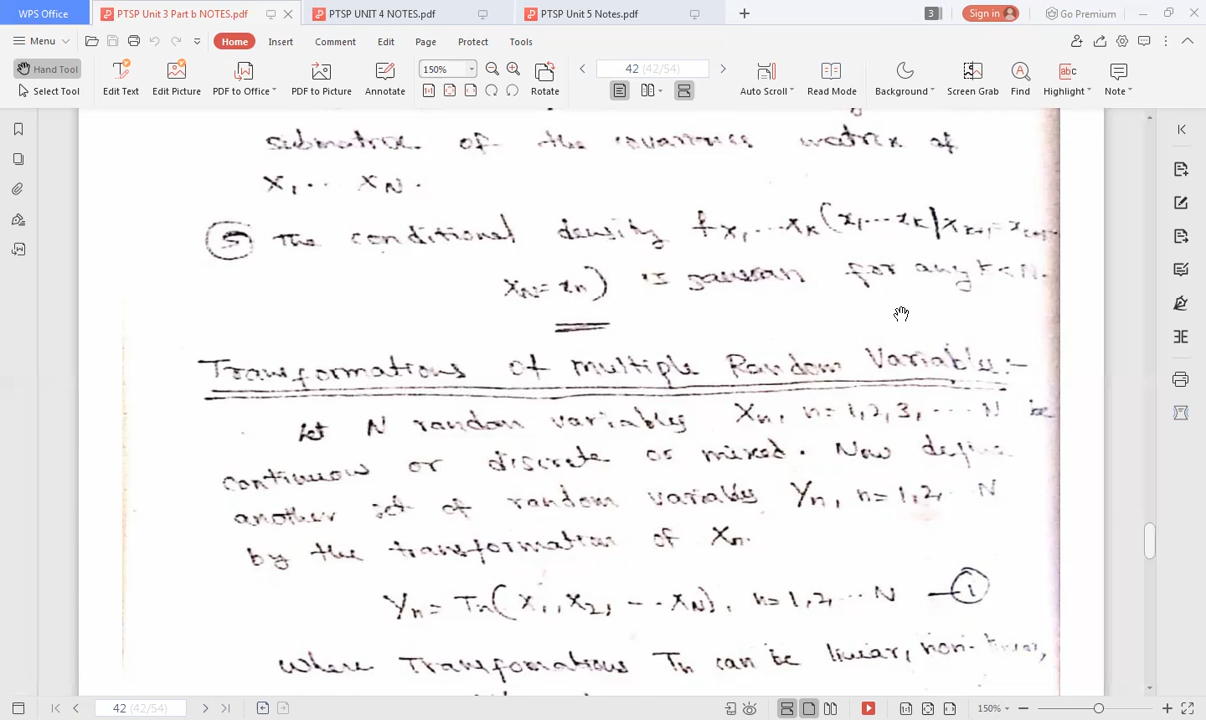 WPS Office
PTSP Unit 3 Part b NOTES.pdf
PTSP UNIT 4 NOTES.pdf
PTSP Unit 5 Notes.pdf
3
Sign in
Go Premium
Menu
Home
Insert
Comment
Edit
Page
Protect
Tools
Hand Tool
Select Tool
Edit Text
Edit Picture
PDF to Office
PDF to Picture
Annotate
150%
Rotate
42 (42/54)
Auto Scroll
Read Mode
Background
Screen Grab
Find
Highlight
Note
submatrix of the covariance matrix of
X1... XN.
5 The conditional density fx1...xK(x1...xK|XK+1=xK+1...
XN=xn) is gaussian for any K<N.
Transformations of multiple Random Variable:-
let N random variables Xn, n=1,2,3, ... N be
continuous or discrete or mixed. Now define
another set of random variables Yn, n=1,2,.. N
by the transformation of Xn.
Yn = Tn(X1, X2, -..XN), n=1,2,...N —①
where Transfomations Tn can be linear, non-linear,
42 (42/54)
150%